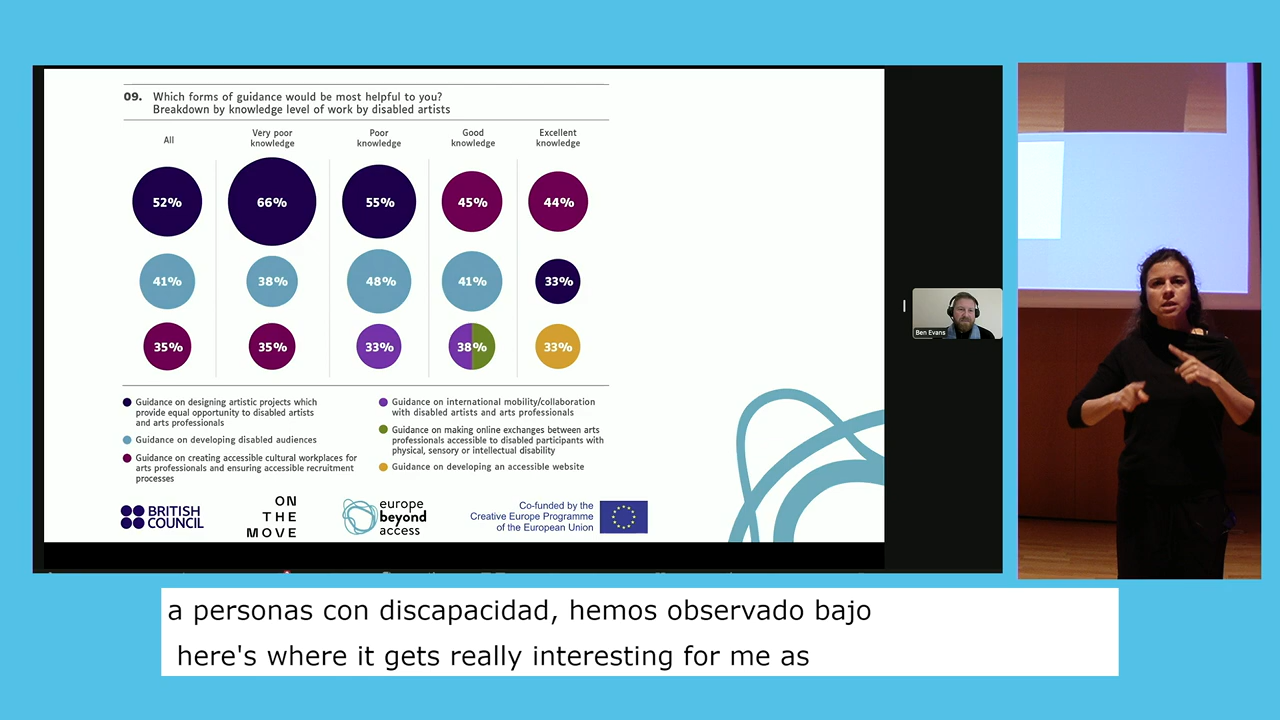 09. Which forms of guidance would be most helpful to you?
Breakdown by knowledge level of work by disabled artists
All
Very poor
knowledge
Poor
knowledge
Good
knowledge
Excellent
knowledge
52% 66% 55% 45% 44%
41% 38% 48% 41% 33%
35% 35% 33% 38% 33%
Guidance on designing artistic projects which
provide equal opportunity to disabled artists
and arts professionals
Guidance on developing disabled audiences
Guidance on creating accessible cultural workplaces for
arts professionals and ensuring accessible recruitment
processes
Guidance on international mobility/collaboration
with disabled artists and arts professionals
Guidance on making online exchanges between arts
professionals accessible to disabled participants with
physical, sensory or intellectual disability
Guidance on developing an accessible website
BRITISH
COUNCIL
ON
THE
MOVE
europe
beyond
access
Co-funded by the
Creative Europe Programme
of the European Union
Ben Evans
a personas con discapacidad, hemos observado bajo
here's where it gets really interesting for me as